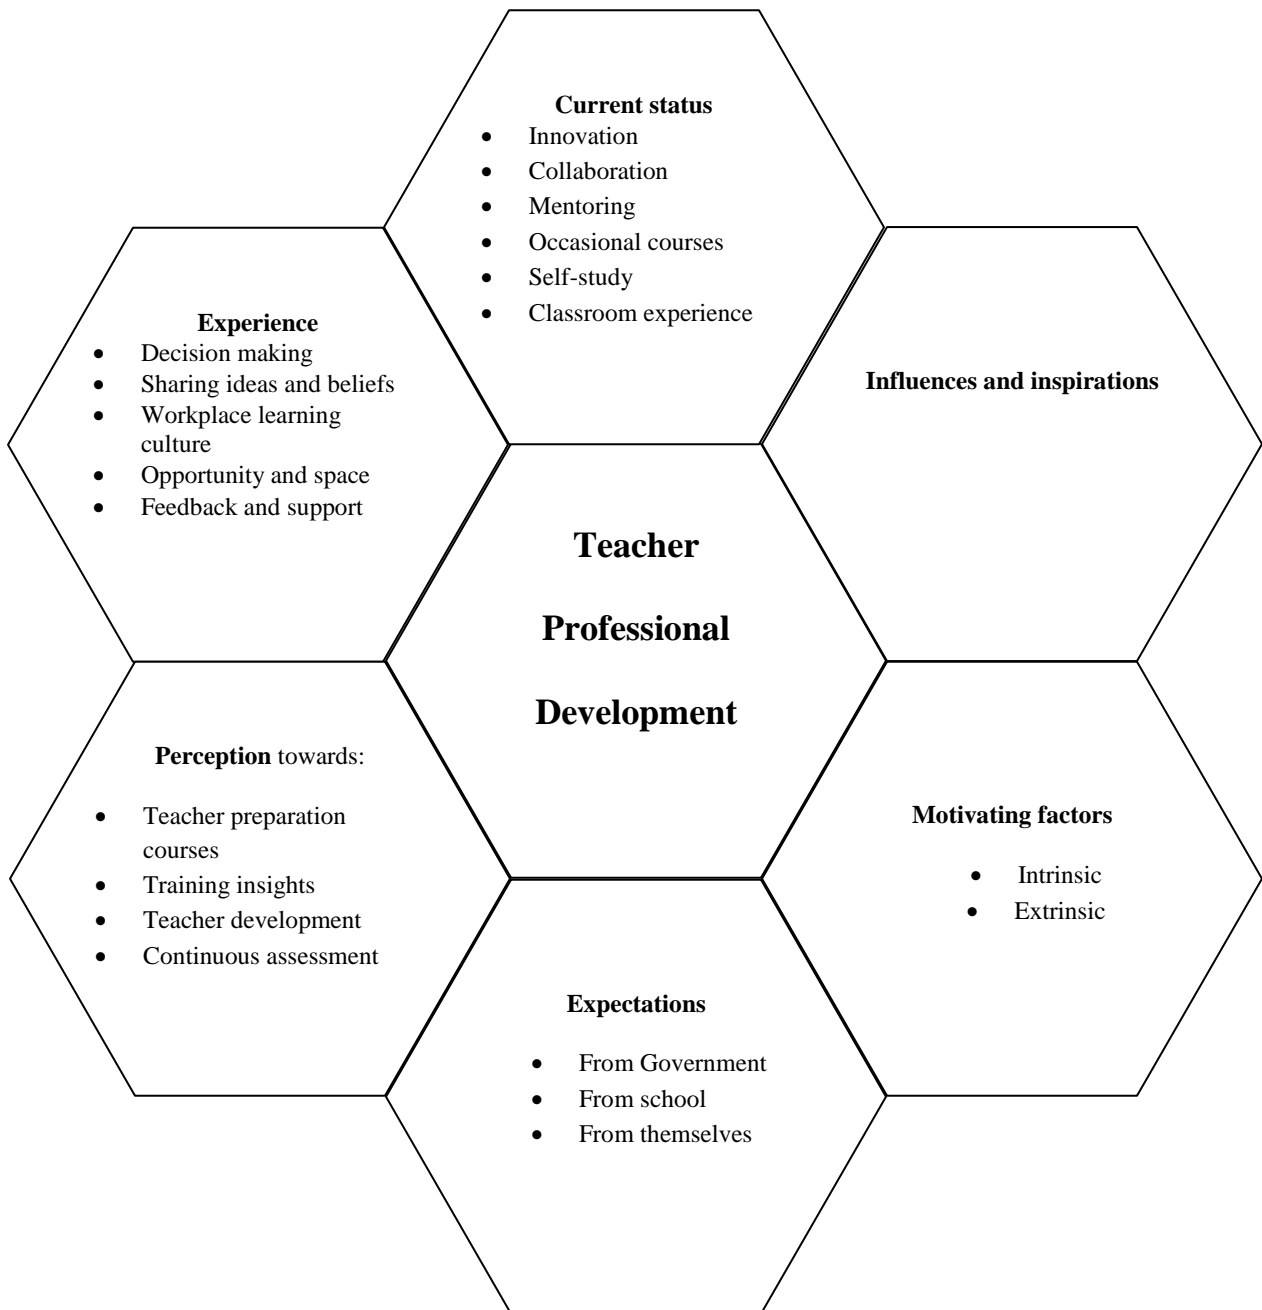 Current status
• Innovation
• Collaboration
• Mentoring
• Occasional courses
• Self-study
• Classroom experience
Experience
• Decision making
• Sharing ideas and beliefs
• Workplace learning
culture
• Opportunity and space
• Feedback and support
Influences and inspirations
Teacher
Professional
Development
Perception towards:
• Teacher preparation
courses
• Training insights
• Teacher development
• Continuous assessment
Motivating factors
• Intrinsic
• Extrinsic
Expectations
• From Government
• From school
• From themselves